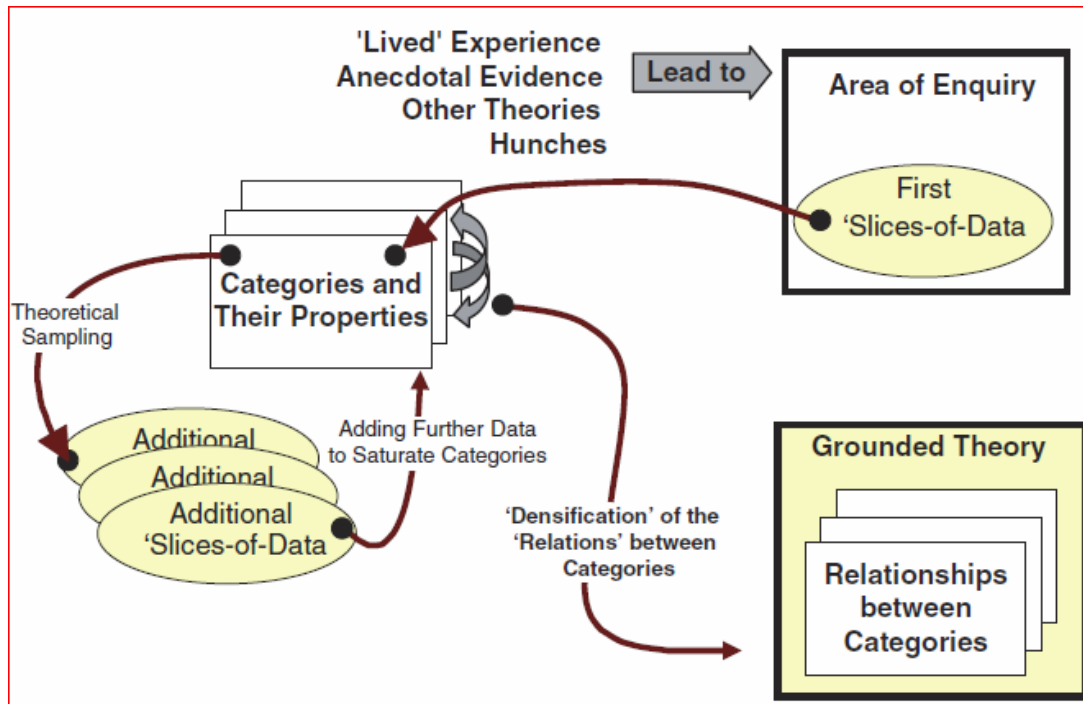 'Lived' Experience
Anecdotal Evidence
Other Theories
Hunches
Lead to
Area of Enquiry
First
‘Slices-of-Data
Categories and
Their Properties
Theoretical
Sampling
Additional
Additional
Additional
‘Slices-of-Data
Adding Further Data
to Saturate Categories
‘Densification’ of the
‘Relations’ between
Categories
Grounded Theory
Relationships
between
Categories